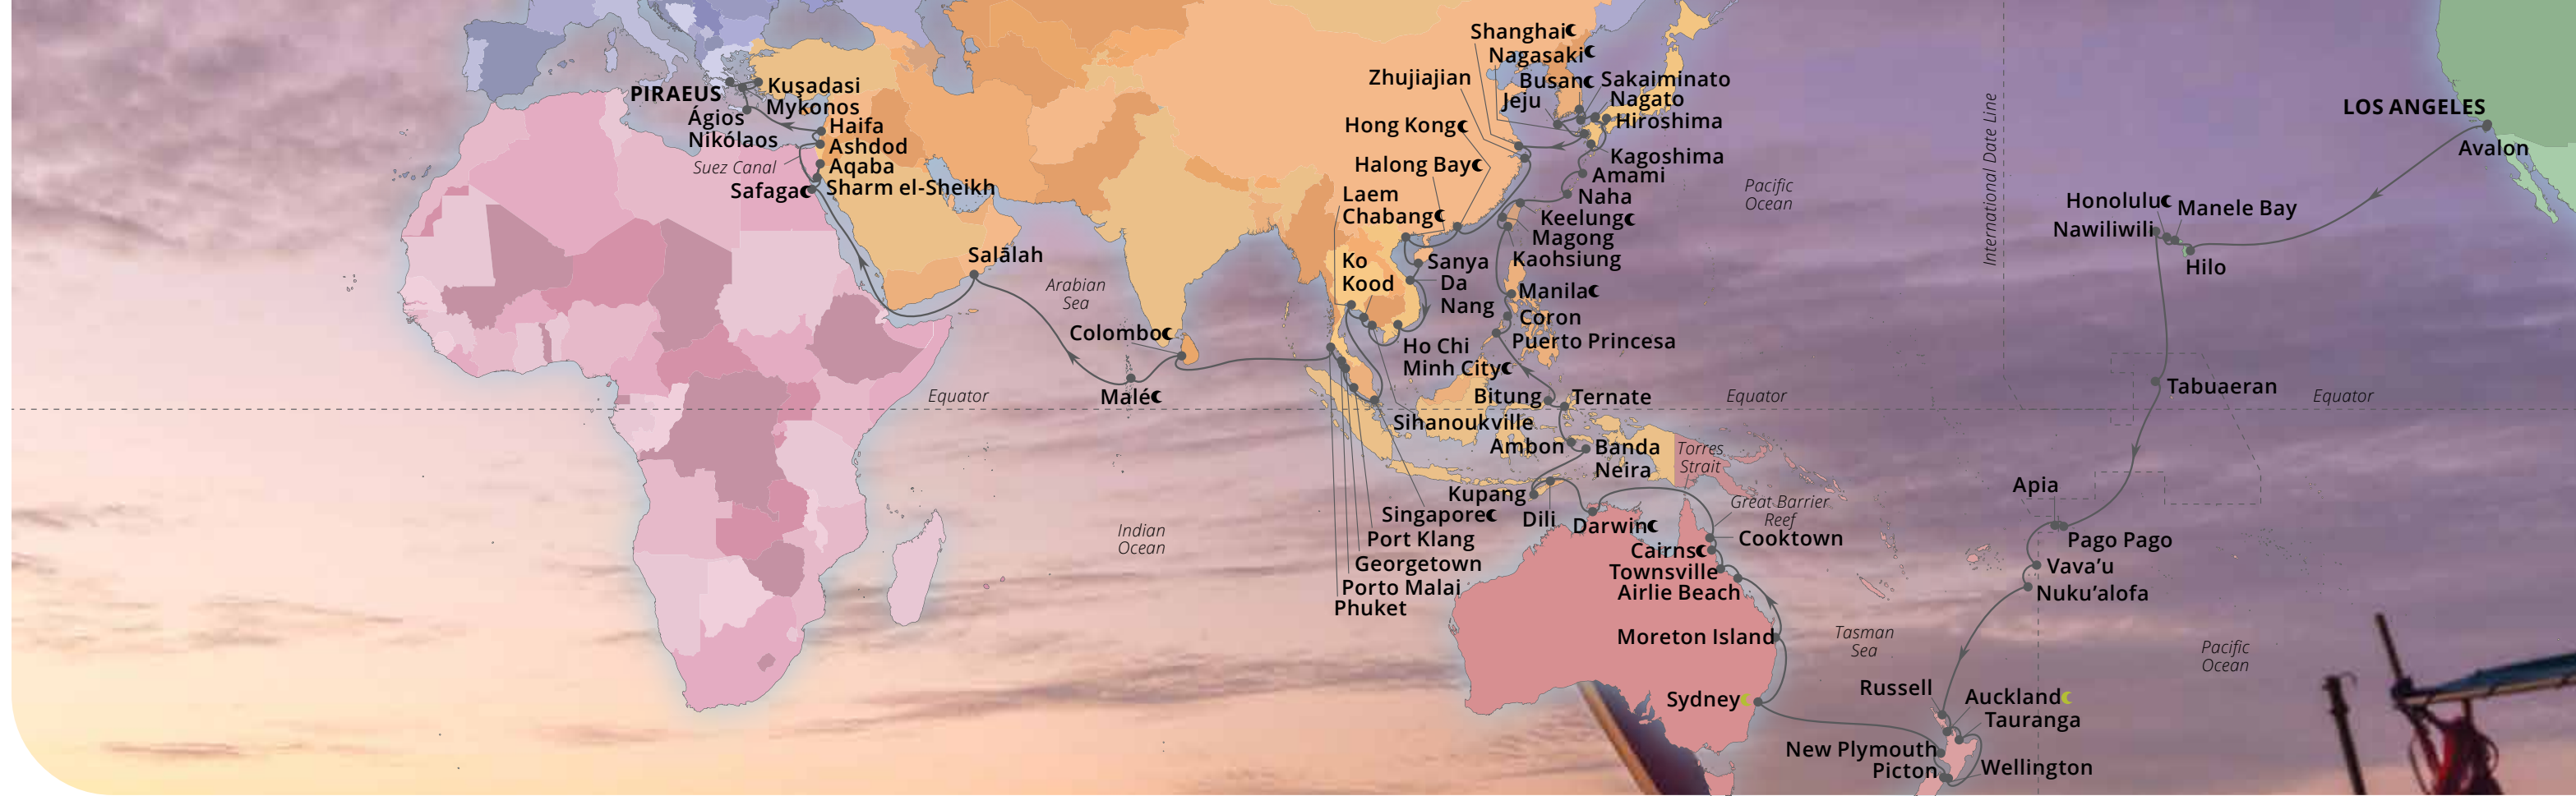 Shanghai
Nagasaki
Zhujiajian
Busan
Sakaiminato
Jeju
Nagato
Kuşadasi
PIRAEUS
Mykonos
Ágios
Nikólaos
LOS ANGELES
Hiroshima
Hong Kong
Haifa
Ashdod
Avalon
Suez Canal
Aqaba
Halong Bay
Kagoshima
Amami
Safaga
Sharm el-Sheikh
Laem
Chabang
Naha
Pacific
Ocean
International Date Line
Honolulu
Manele Bay
Nawiliwili
Keelung
Magong
Kaohsiung
Salālah
Ko
Kood
Sanya
Da
Nang
Hilo
Arabian
Sea
Manila
Coron
Colombo
Puerto Princesa
Ho Chi
Minh City
Malé
Equator
Bitung
Ternate
Equator
Tabuaeran
Equator
Sihanoukville
Ambon
Banda
Neira
Torres
Strait
Kupang
Apia
Great Barrier
Reef
Singapore
Dili
Darwin
Indian
Ocean
Port Klang
Cooktown
Pago Pago
Cairns
Georgetown
Vava’u
Townsville
Porto Malai
Airlie Beach
Nuku’alofa
Phuket
Moreton Island
Tasman
Sea
Pacific
Ocean
Russell
Sydney
Auckland
Tauranga
New Plymouth
Picton
Wellington